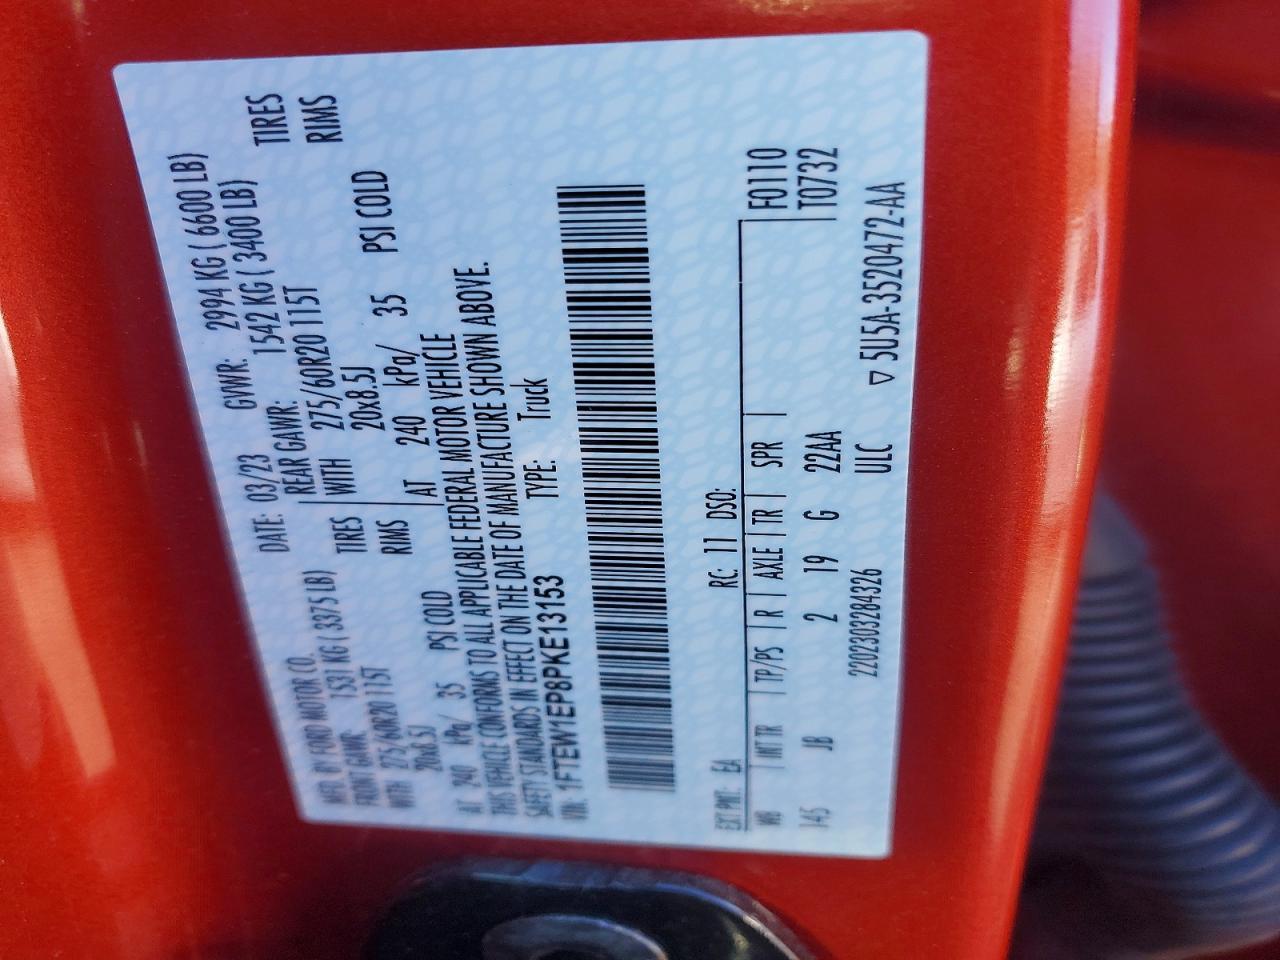 MFD. BY FORD MOTOR CO. DATE: 03/23 GVWR: 2994 KG ( 6600 LB)
FRONT GAWR: 1531 KG ( 3375 LB) REAR GAWR: 1542 KG ( 3400 LB)
WITH 275/60R20 115T TIRES WITH 275/60R20 115T TIRES
20x8.5J RIMS 20x8.5J RIMS
AT 240 kPa/ 35 PSI COLD AT 240 kPa/ 35 PSI COLD
THIS VEHICLE CONFORMS TO ALL APPLICABLE FEDERAL MOTOR VEHICLE
SAFETY STANDARDS IN EFFECT ON THE DATE OF MANUFACTURE SHOWN ABOVE.
VIN: 1FTEW1EP8PKE13153 TYPE: Truck
EXT PNT: EA RC: 11 DSO:
WB INT TR TP/PS R AXLE TR SPR F0110
145 JB 2 19 G 22AA T0732
2202303284326 ULC ▽ 5U5A-3520472-AA